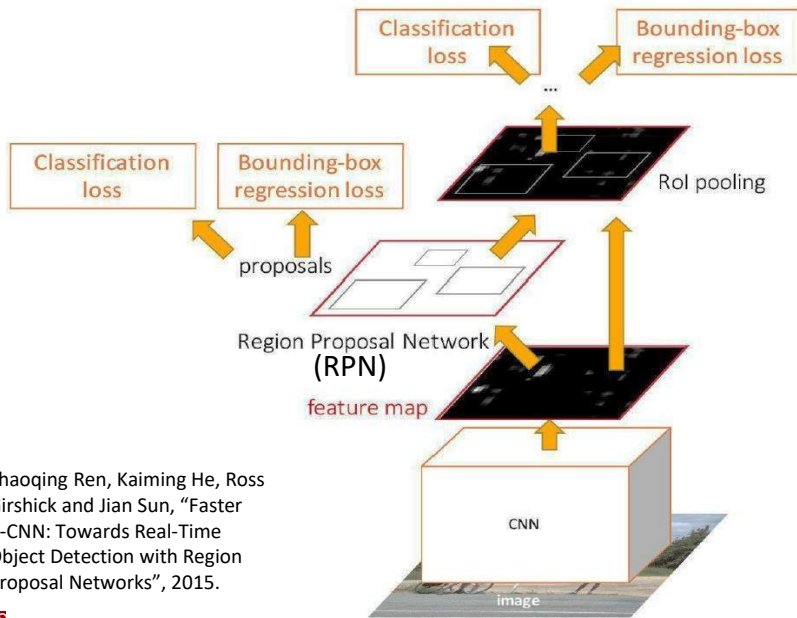 Classification
loss
Bounding-box
regression loss
...
Classification
loss
Bounding-box
regression loss
RoI pooling
proposals
Region Proposal Network
(RPN)
feature map
CNN
image
haoqing Ren, Kaiming He, Ross
irshick and Jian Sun, “Faster
-CNN: Towards Real-Time
bject Detection with Region
roposal Networks”, 2015.